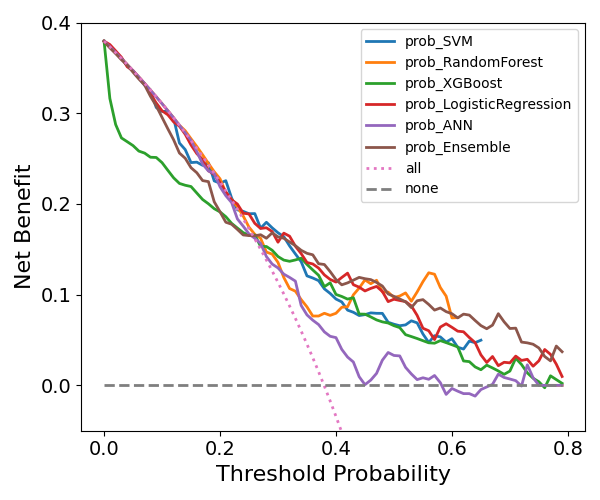 0.4
0.3
0.2
0.1
0.0
Net Benefit
prob_SVM
prob_RandomForest
prob_XGBoost
prob_LogisticRegression
prob_ANN
prob_Ensemble
all
none
0.0 0.2 0.4 0.6 0.8
Threshold Probability